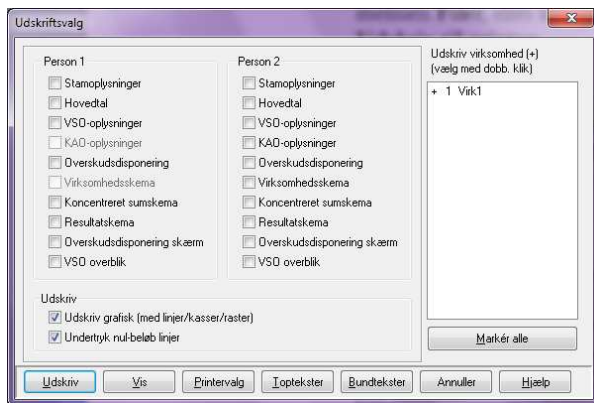 Udskriftsvalg
Person 1
Stamoplysninger
Hovedtal
VSO-oplysninger
KAO-oplysninger
Overskudsdisponering
Virksomhedsskema
Koncentreret sumskema
Resultatskema
Overskudsdisponering skærm
VSO overblik
Person 2
Stamoplysninger
Hovedtal
VSO-oplysninger
KAO-oplysninger
Overskudsdisponering
Virksomhedsskema
Koncentreret sumskema
Resultatskema
Overskudsdisponering skærm
VSO overblik
Udskriv virksomhed (+)
(vælg med dobb. klik)
+ 1 Virk1
Udskriv
Udskriv grafisk (med linjer/kasser/raster)
Undertryk nul-beløb linjer
Markér alle
Udskriv Vis Printervalg Toptekster Bundtekster Annuller Hjælp